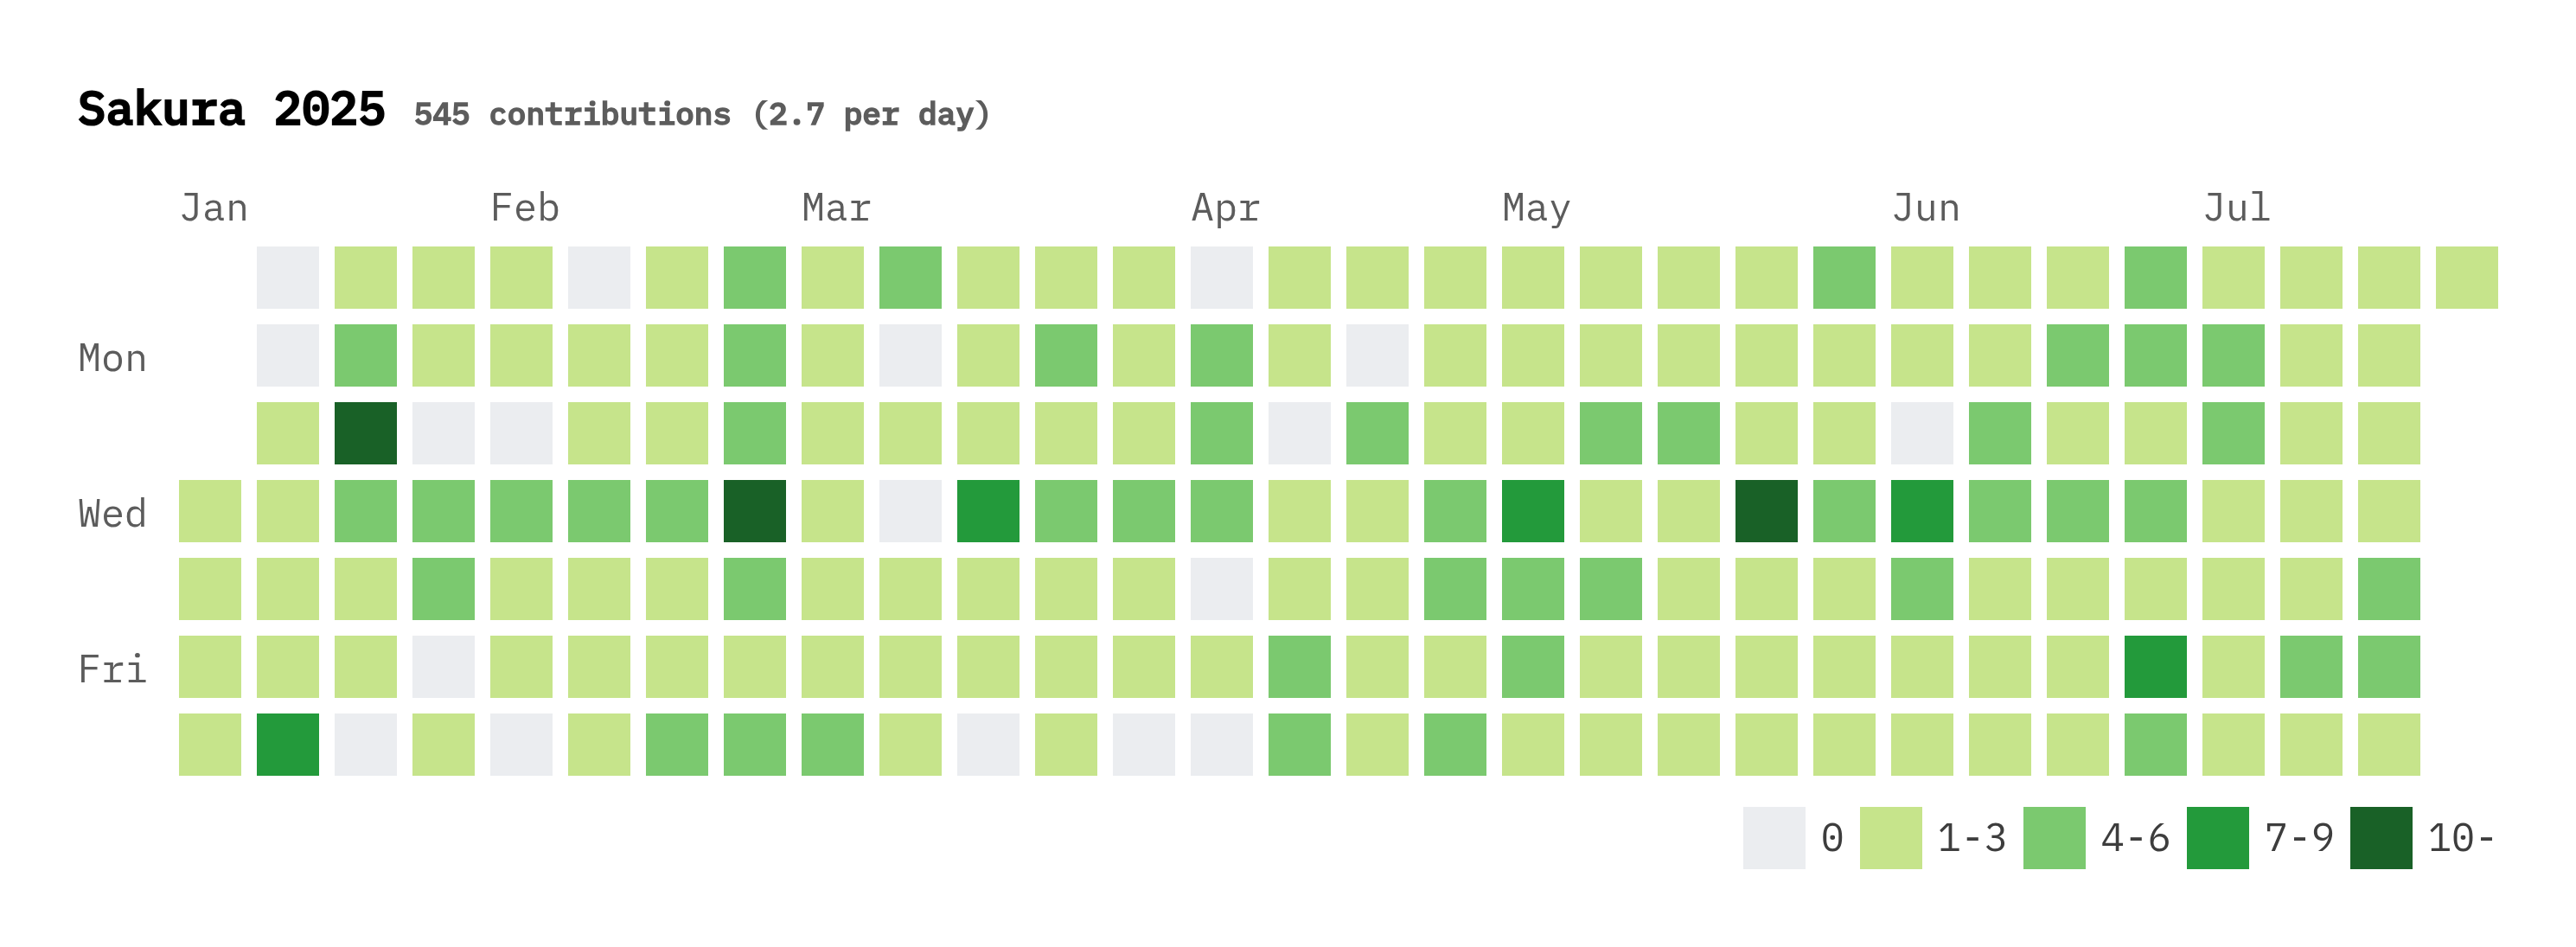 Sakura 2025 545 contributions (2.7 per day)
Jan Feb Mar Apr May Jun Jul
Mon
Wed
Fri
0 1-3 4-6 7-9 10-